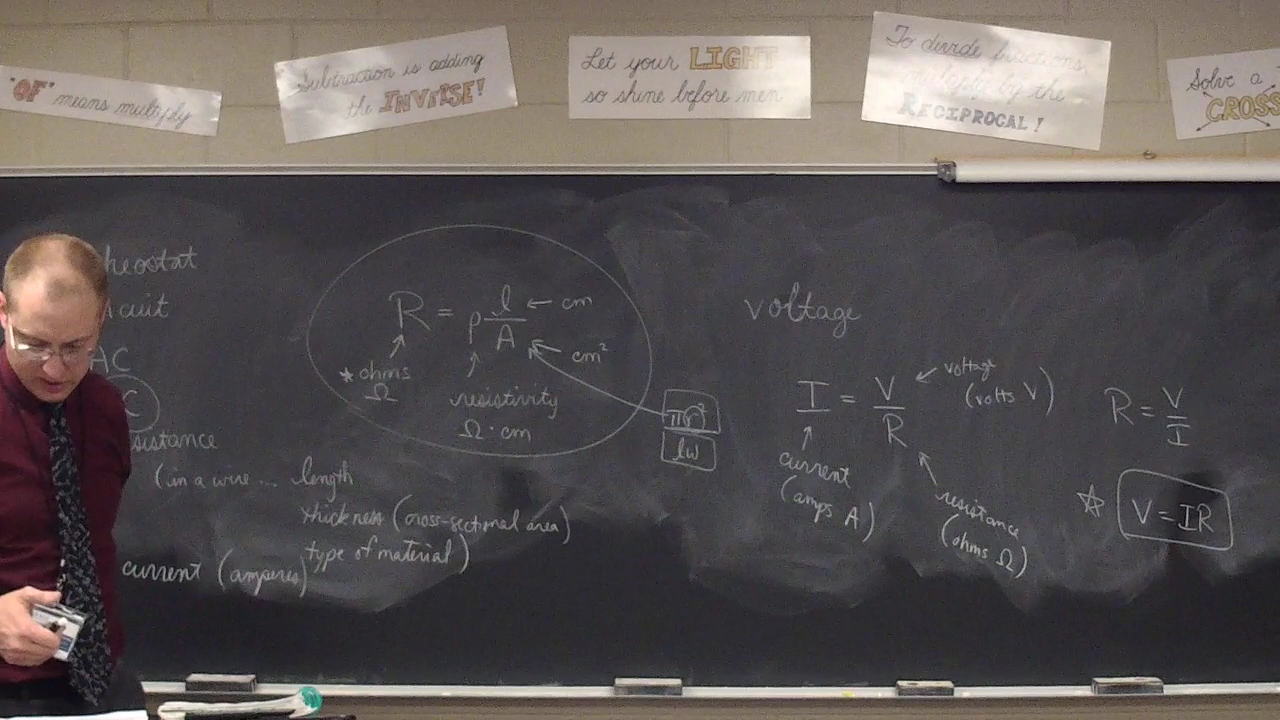 "OF" means multiply
Subtraction is adding
the INVERSE!
Let your LIGHT
so shine before men
To divide fractions,
multiply by the
RECIPROCAL!
Solve a
CROSS
heostat
cuit
AC
C
sistance
(in a wire... length
thickness (cross-sectional area)
type of material)
current (amperes)
R = ρ l/A
← cm
← cm²
* ohms
Ω
resistivity
Ω·cm
πr²
lw
voltage
I = V/R
← voltage
(volts V)
current
(amps A)
resistance
(ohms Ω)
R = V/I
☆ V = IR